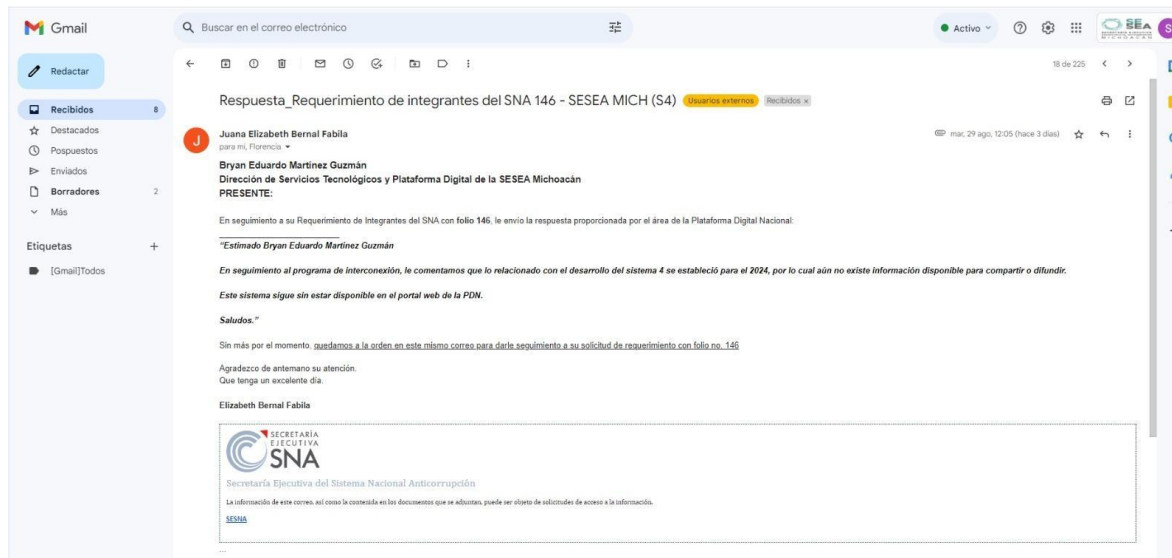 Gmail
Buscar en el correo electrónico
Activo
SEA
Redactar
18 de 225
Respuesta_Requerimiento de integrantes del SNA 146 - SESEA MICH (S4) Usuarios externos Recibidos x
Recibidos 8
Destacados
Pospuestos
Enviados
Borradores 2
Más
Etiquetas +
[Gmail]Todos
J
Juana Elizabeth Bernal Fabila
mar, 29 ago, 12:05 (hace 3 días)
para mí, Florencia
Bryan Eduardo Martínez Guzmán
Dirección de Servicios Tecnológicos y Plataforma Digital de la SESEA Michoacán
PRESENTE:
En seguimiento a su Requerimiento de Integrantes del SNA con folio 146, le envío la respuesta proporcionada por el área de la Plataforma Digital Nacional:
"Estimado Bryan Eduardo Martínez Guzmán
En seguimiento al programa de interconexión, le comentamos que lo relacionado con el desarrollo del sistema 4 se estableció para el 2024, por lo cual aún no existe información disponible para compartir o difundir.
Este sistema sigue sin estar disponible en el portal web de la PDN.
Saludos."
Sin más por el momento, quedamos a la orden en este mismo correo para darle seguimiento a su solicitud de requerimiento con folio no. 146
Agradezco de antemano su atención.
Que tenga un excelente día.
Elizabeth Bernal Fabila
SECRETARÍA
EJECUTIVA
SNA
Secretaría Ejecutiva del Sistema Nacional Anticorrupción
La información de este correo, así como la contenida en los documentos que se adjuntan, puede ser objeto de solicitudes de acceso a la información.
SESNA
...